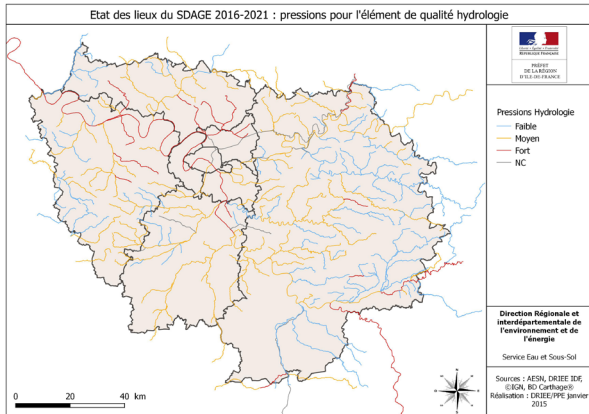 Etat des lieux du SDAGE 2016-2021 : pressions pour l'élément de qualité hydrologie
RÉPUBLIQUE FRANÇAISE
PRÉFET
DE LA RÉGION
D'ILE-DE-FRANCE
Pressions Hydrologie
Faible
Moyen
Fort
NC
Direction Régionale et
interdépartementale de
l'environnement et de
l'énergie
Service Eau et Sous-Sol
Sources : AESN, DRIEE IDF,
©IGN, BD Carthage®
Réalisation : DRIEE/PPE janvier
2015
0 20 40 km